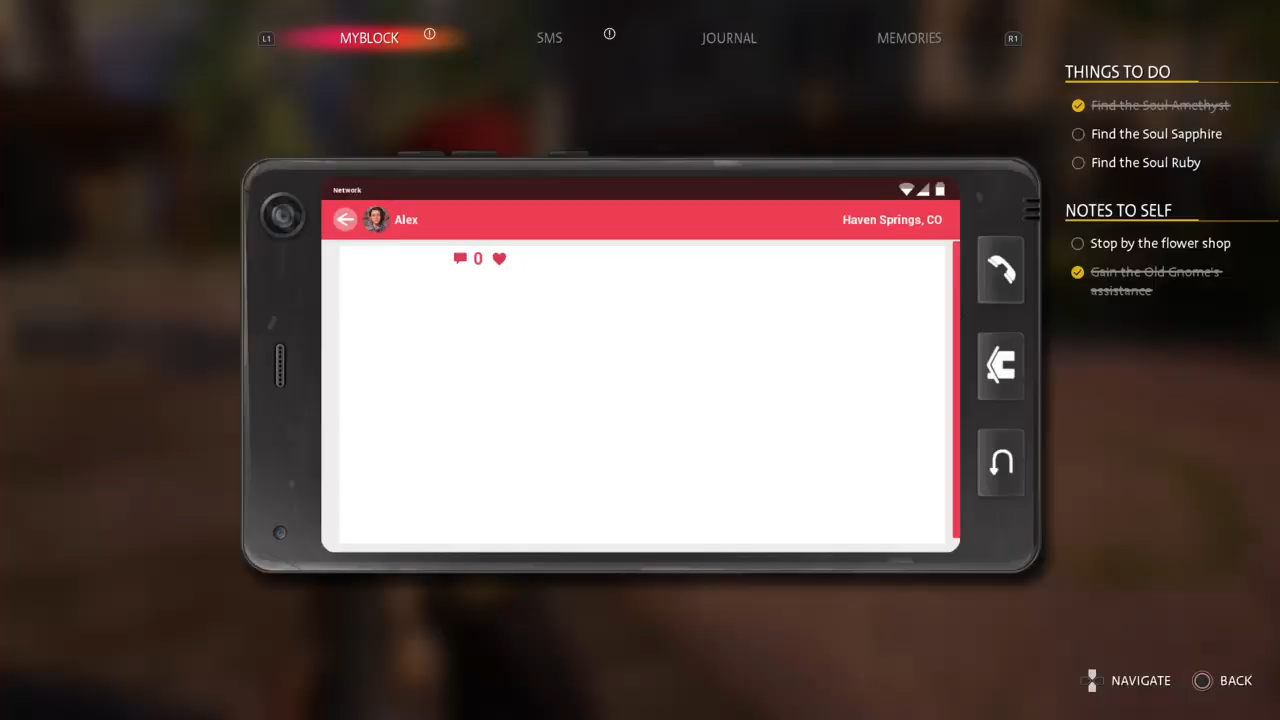 L1
MYBLOCK
SMS
JOURNAL
MEMORIES
R1
THINGS TO DO
Find the Soul Amethyst
Find the Soul Sapphire
Find the Soul Ruby
NOTES TO SELF
Stop by the flower shop
Gain the Old Gnome's
assistance
Network
Alex
Haven Springs, CO
0
NAVIGATE
BACK